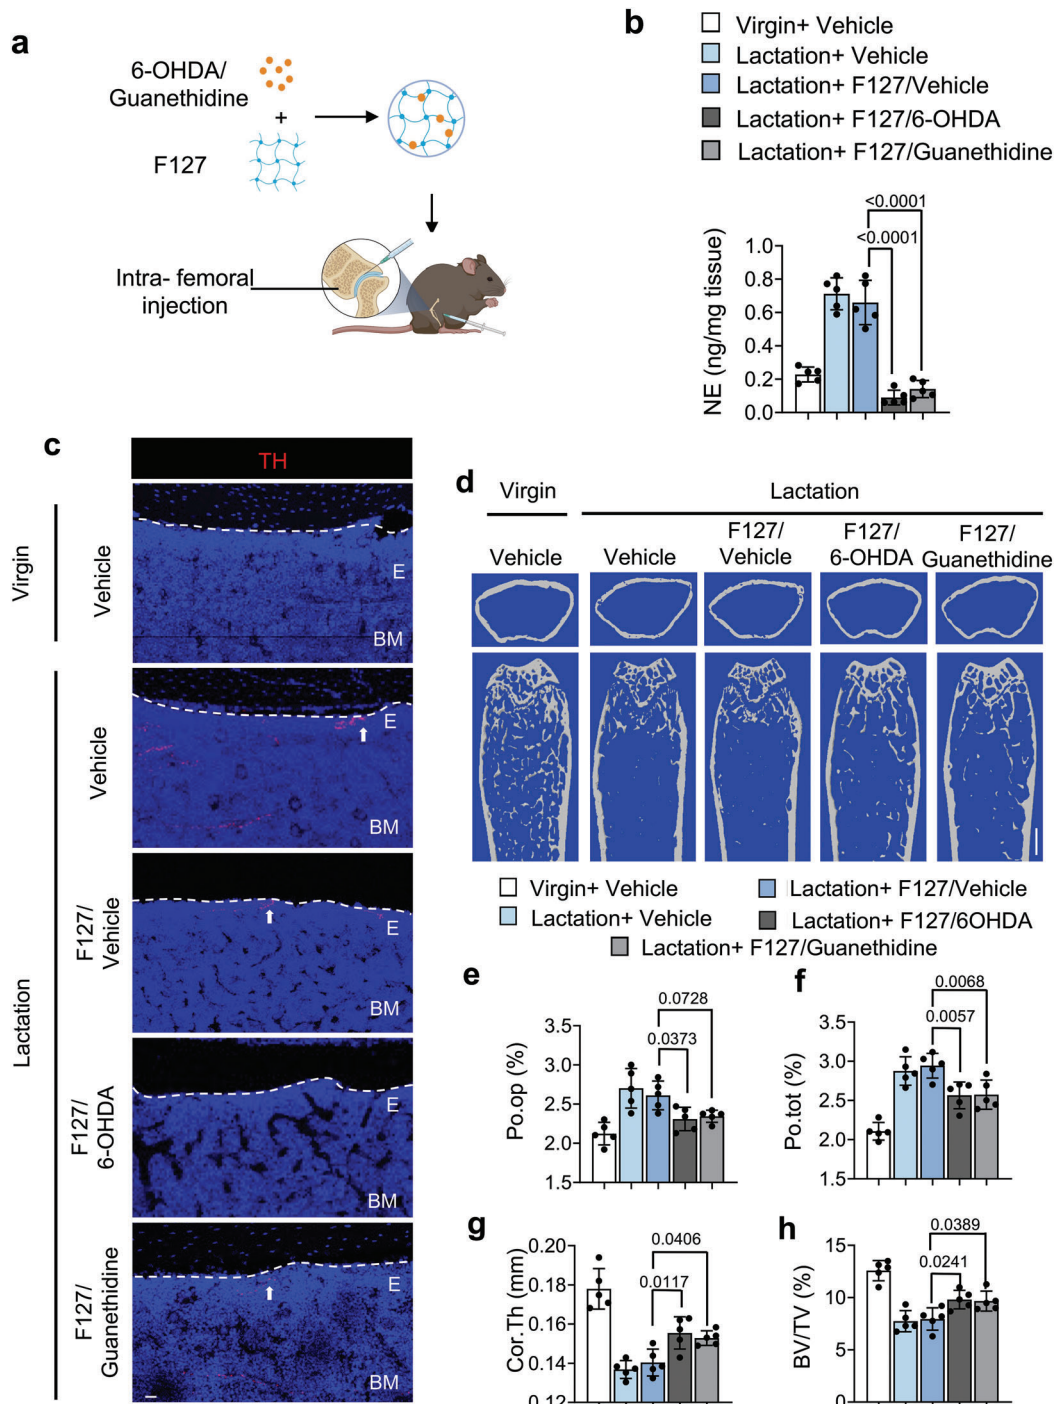 a
6-OHDA/
Guanethidine
+
F127
Intra- femoral
injection
b
Virgin+ Vehicle
Lactation+ Vehicle
Lactation+ F127/Vehicle
Lactation+ F127/6-OHDA
Lactation+ F127/Guanethidine
<0.0001
<0.0001
NE (ng/mg tissue)
1.0
0.8
0.6
0.4
0.2
0.0
c
TH
Virgin
Vehicle
E
BM
Lactation
Vehicle
E
BM
F127/
Vehicle
E
BM
F127/
6-OHDA
E
BM
F127/
Guanethidine
E
BM
d
Virgin
Lactation
Vehicle
Vehicle
F127/
Vehicle
F127/
6-OHDA
F127/
Guanethidine
Virgin+ Vehicle
Lactation+ F127/Vehicle
Lactation+ Vehicle
Lactation+ F127/6OHDA
Lactation+ F127/Guanethidine
e
0.0728
0.0373
Po.op (%)
3.5
3.0
2.5
2.0
1.5
f
0.0068
0.0057
Po.tot (%)
3.5
3.0
2.5
2.0
1.5
g
0.0406
0.0117
Cor.Th (mm)
0.20
0.18
0.16
0.14
0.12
h
0.0389
0.0241
BV/TV (%)
15
10
5
0